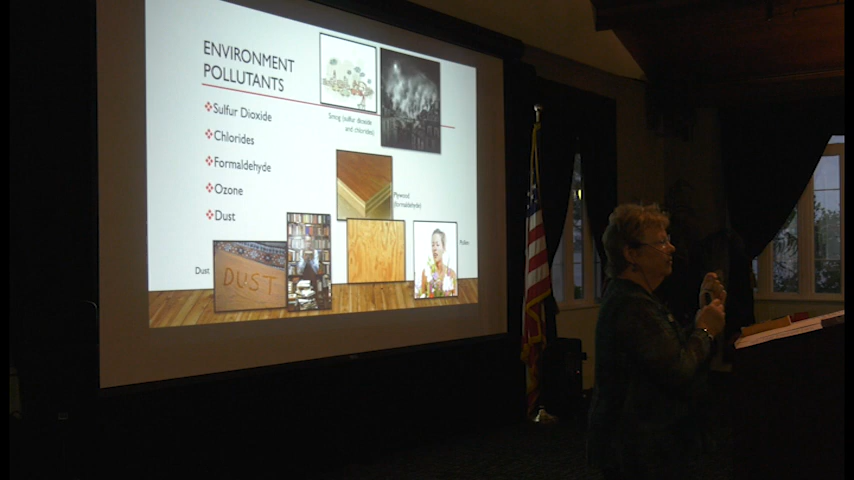 ENVIRONMENT
POLLUTANTS
Sulfur Dioxide
Chlorides
Formaldehyde
Ozone
Dust
Smog (sulfur dioxide
and chlorides)
Plywood
(formaldehyde)
Pollen
Dust
DUST